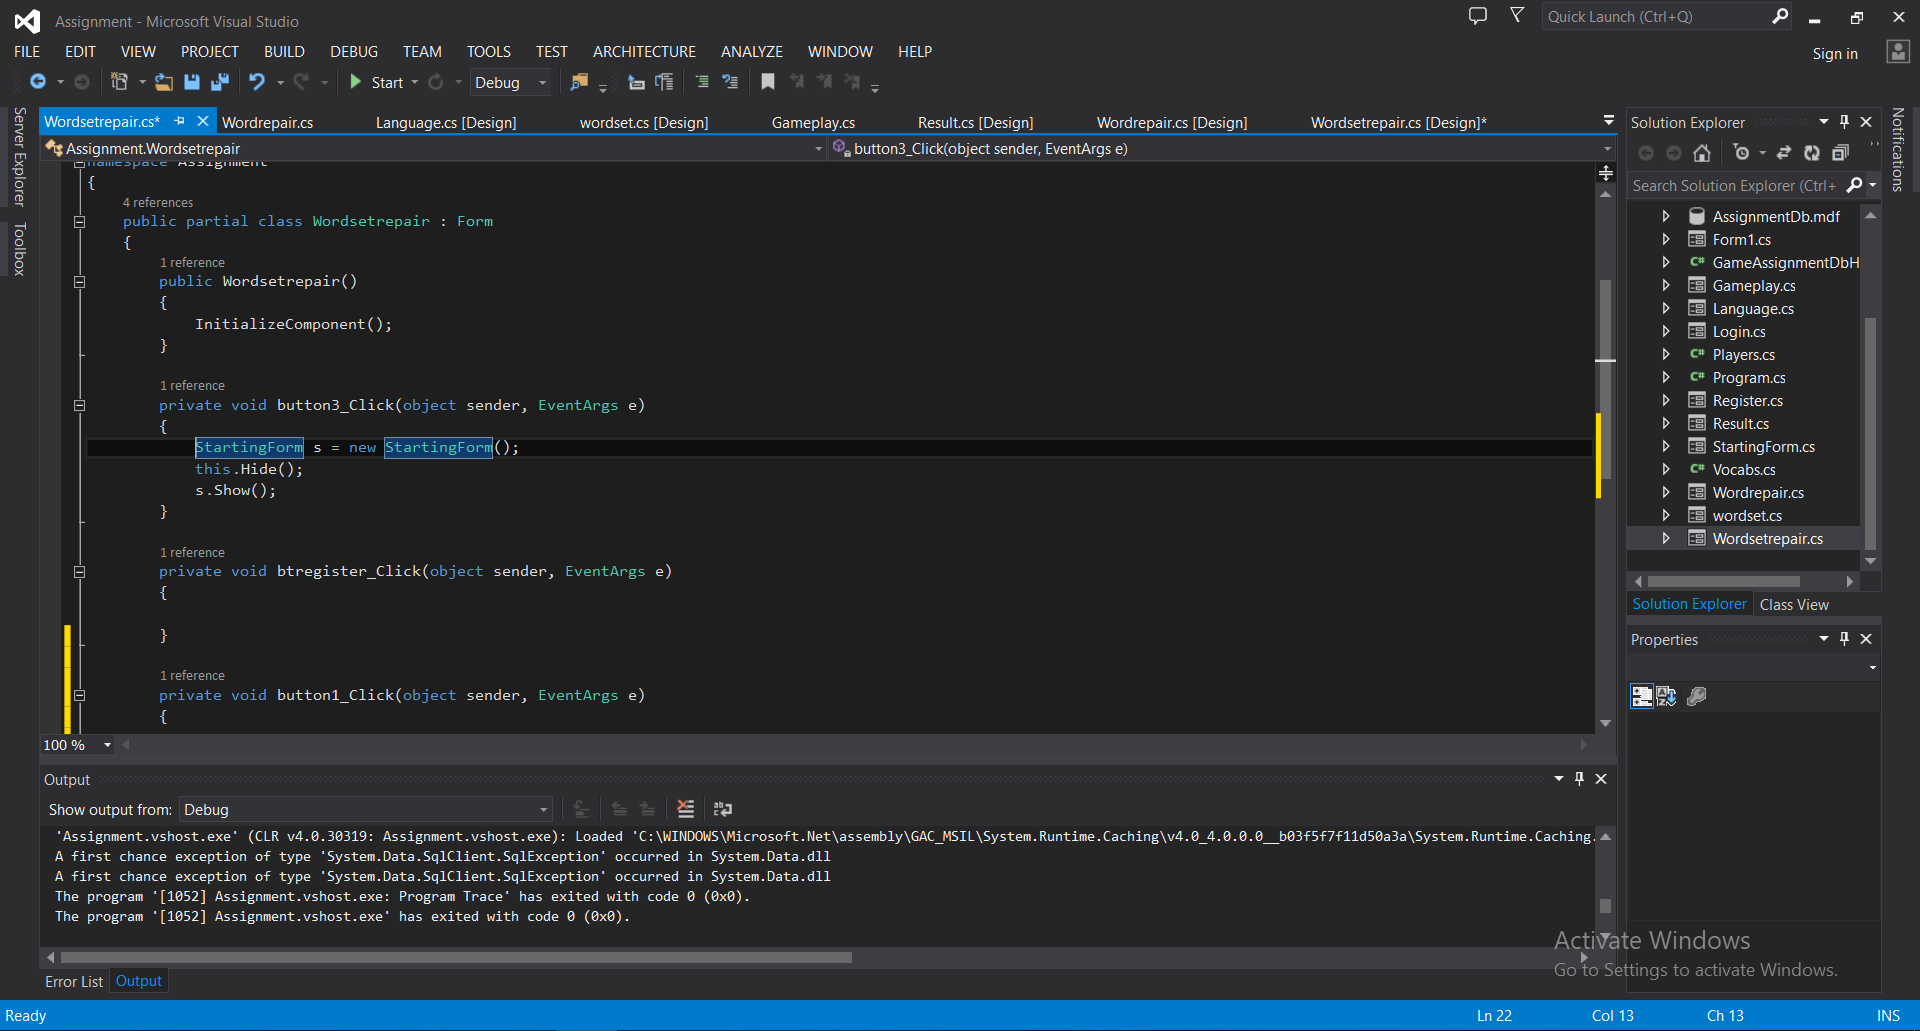 Assignment - Microsoft Visual Studio
Quick Launch (Ctrl+Q)
FILE EDIT VIEW PROJECT BUILD DEBUG TEAM TOOLS TEST ARCHITECTURE ANALYZE WINDOW HELP
Sign in
Start Debug
Server Explorer
Toolbox
Wordsetrepair.cs* Wordrepair.cs Language.cs [Design] wordset.cs [Design] Gameplay.cs Result.cs [Design] Wordrepair.cs [Design] Wordsetrepair.cs [Design]*
Assignment.Wordsetrepair button3_Click(object sender, EventArgs e)
namespace Assignment
{
4 references
public partial class Wordsetrepair : Form
{
1 reference
public Wordsetrepair()
{
InitializeComponent();
}
1 reference
private void button3_Click(object sender, EventArgs e)
{
StartingForm s = new StartingForm();
this.Hide();
s.Show();
}
1 reference
private void btregister_Click(object sender, EventArgs e)
{
}
1 reference
private void button1_Click(object sender, EventArgs e)
{
100 %
Output
Show output from: Debug
'Assignment.vshost.exe' (CLR v4.0.30319: Assignment.vshost.exe): Loaded 'C:\WINDOWS\Microsoft.Net\assembly\GAC_MSIL\System.Runtime.Caching\v4.0_4.0.0.0__b03f5f7f11d50a3a\System.Runtime.Caching.
A first chance exception of type 'System.Data.SqlClient.SqlException' occurred in System.Data.dll
A first chance exception of type 'System.Data.SqlClient.SqlException' occurred in System.Data.dll
The program '[1052] Assignment.vshost.exe: Program Trace' has exited with code 0 (0x0).
The program '[1052] Assignment.vshost.exe' has exited with code 0 (0x0).
Error List Output
Solution Explorer
Search Solution Explorer (Ctrl+
AssignmentDb.mdf
Form1.cs
C# GameAssignmentDbH
Gameplay.cs
Language.cs
Login.cs
C# Players.cs
C# Program.cs
Register.cs
Result.cs
StartingForm.cs
C# Vocabs.cs
Wordrepair.cs
wordset.cs
Wordsetrepair.cs
Solution Explorer Class View
Properties
Notifications
Activate Windows
Go to Settings to activate Windows.
Ready Ln 22 Col 13 Ch 13 INS